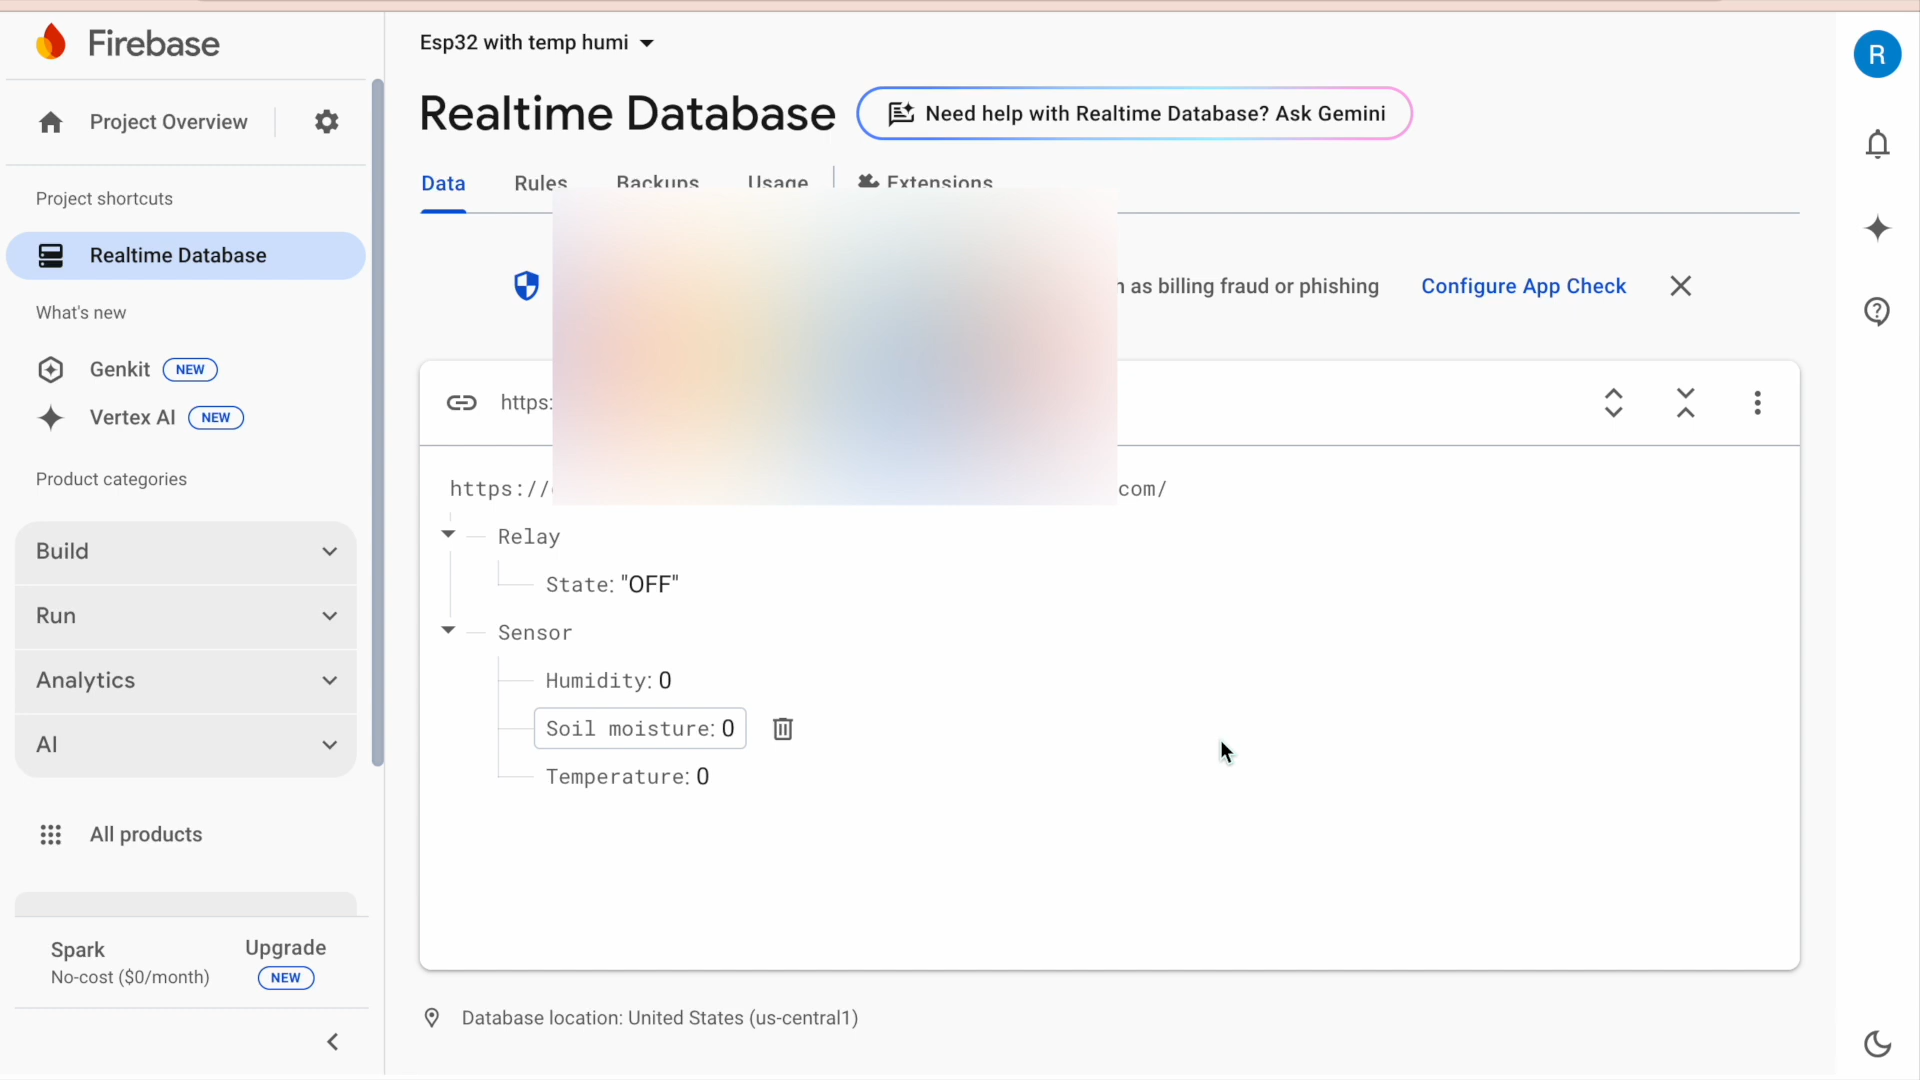 Firebase
Project Overview
Project shortcuts
Realtime Database
What's new
Genkit NEW
Vertex AI NEW
Product categories
Build
Run
Analytics
AI
All products
Spark
No-cost ($0/month)
Upgrade
NEW
Esp32 with temp humi
Realtime Database
Need help with Realtime Database? Ask Gemini
Data Rules Backups Usage Extensions
as billing fraud or phishing Configure App Check
https:
https:// com/
Relay
State: "OFF"
Sensor
Humidity: 0
Soil moisture: 0
Temperature: 0
Database location: United States (us-central1)
R